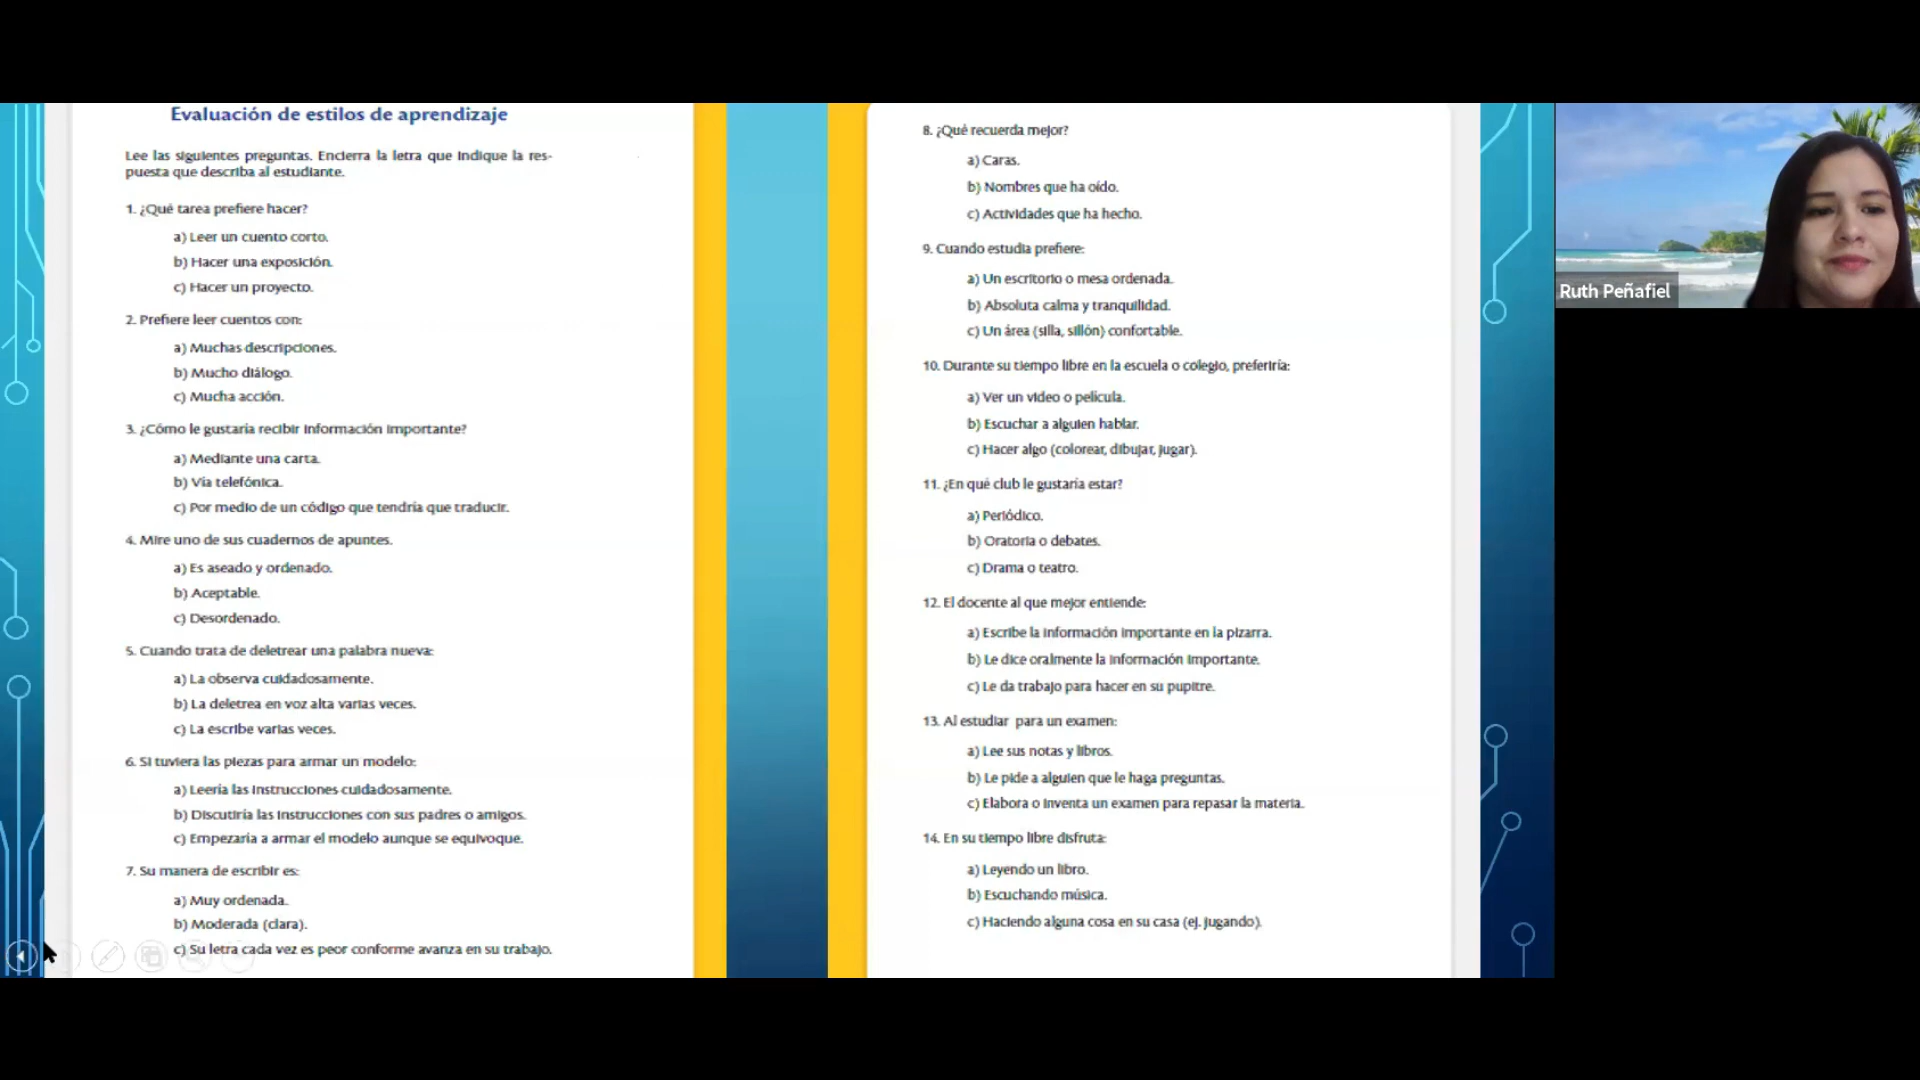 Evaluación de estilos de aprendizaje
Lee las siguientes preguntas. Encierra la letra que indique la res-
puesta que describa al estudiante.
1. ¿Qué tarea prefiere hacer?
a) Leer un cuento corto.
b) Hacer una exposición.
c) Hacer un proyecto.
2. Prefiere leer cuentos con:
a) Muchas descripciones.
b) Mucho diálogo.
c) Mucha acción.
3. ¿Cómo le gustaría recibir información importante?
a) Mediante una carta.
b) Vía telefónica.
c) Por medio de un código que tendría que traducir.
4. Mire uno de sus cuadernos de apuntes.
a) Es aseado y ordenado.
b) Aceptable.
c) Desordenado.
5. Cuando trata de deletrear una palabra nueva:
a) La observa cuidadosamente.
b) La deletrea en voz alta varias veces.
c) La escribe varias veces.
6. Si tuviera las piezas para armar un modelo:
a) Leería las instrucciones cuidadosamente.
b) Discutiría las instrucciones con sus padres o amigos.
c) Empezaría a armar el modelo aunque se equivoque.
7. Su manera de escribir es:
a) Muy ordenada.
b) Moderada (clara).
c) Su letra cada vez es peor conforme avanza en su trabajo.
8. ¿Qué recuerda mejor?
a) Caras.
b) Nombres que ha oído.
c) Actividades que ha hecho.
9. Cuando estudia prefiere:
a) Un escritorio o mesa ordenada.
b) Absoluta calma y tranquilidad.
c) Un área (silla, sillón) confortable.
10. Durante su tiempo libre en la escuela o colegio, preferiría:
a) Ver un video o película.
b) Escuchar a alguien hablar.
c) Hacer algo (colorear, dibujar, jugar).
11. ¿En qué club le gustaría estar?
a) Periódico.
b) Oratoria o debates.
c) Drama o teatro.
12. El docente al que mejor entiende:
a) Escribe la información importante en la pizarra.
b) Le dice oralmente la información importante.
c) Le da trabajo para hacer en su pupitre.
13. Al estudiar para un examen:
a) Lee sus notas y libros.
b) Le pide a alguien que le haga preguntas.
c) Elabora o inventa un examen para repasar la materia.
14. En su tiempo libre disfruta:
a) Leyendo un libro.
b) Escuchando música.
c) Haciendo alguna cosa en su casa (ej. jugando).
Ruth Peñafiel